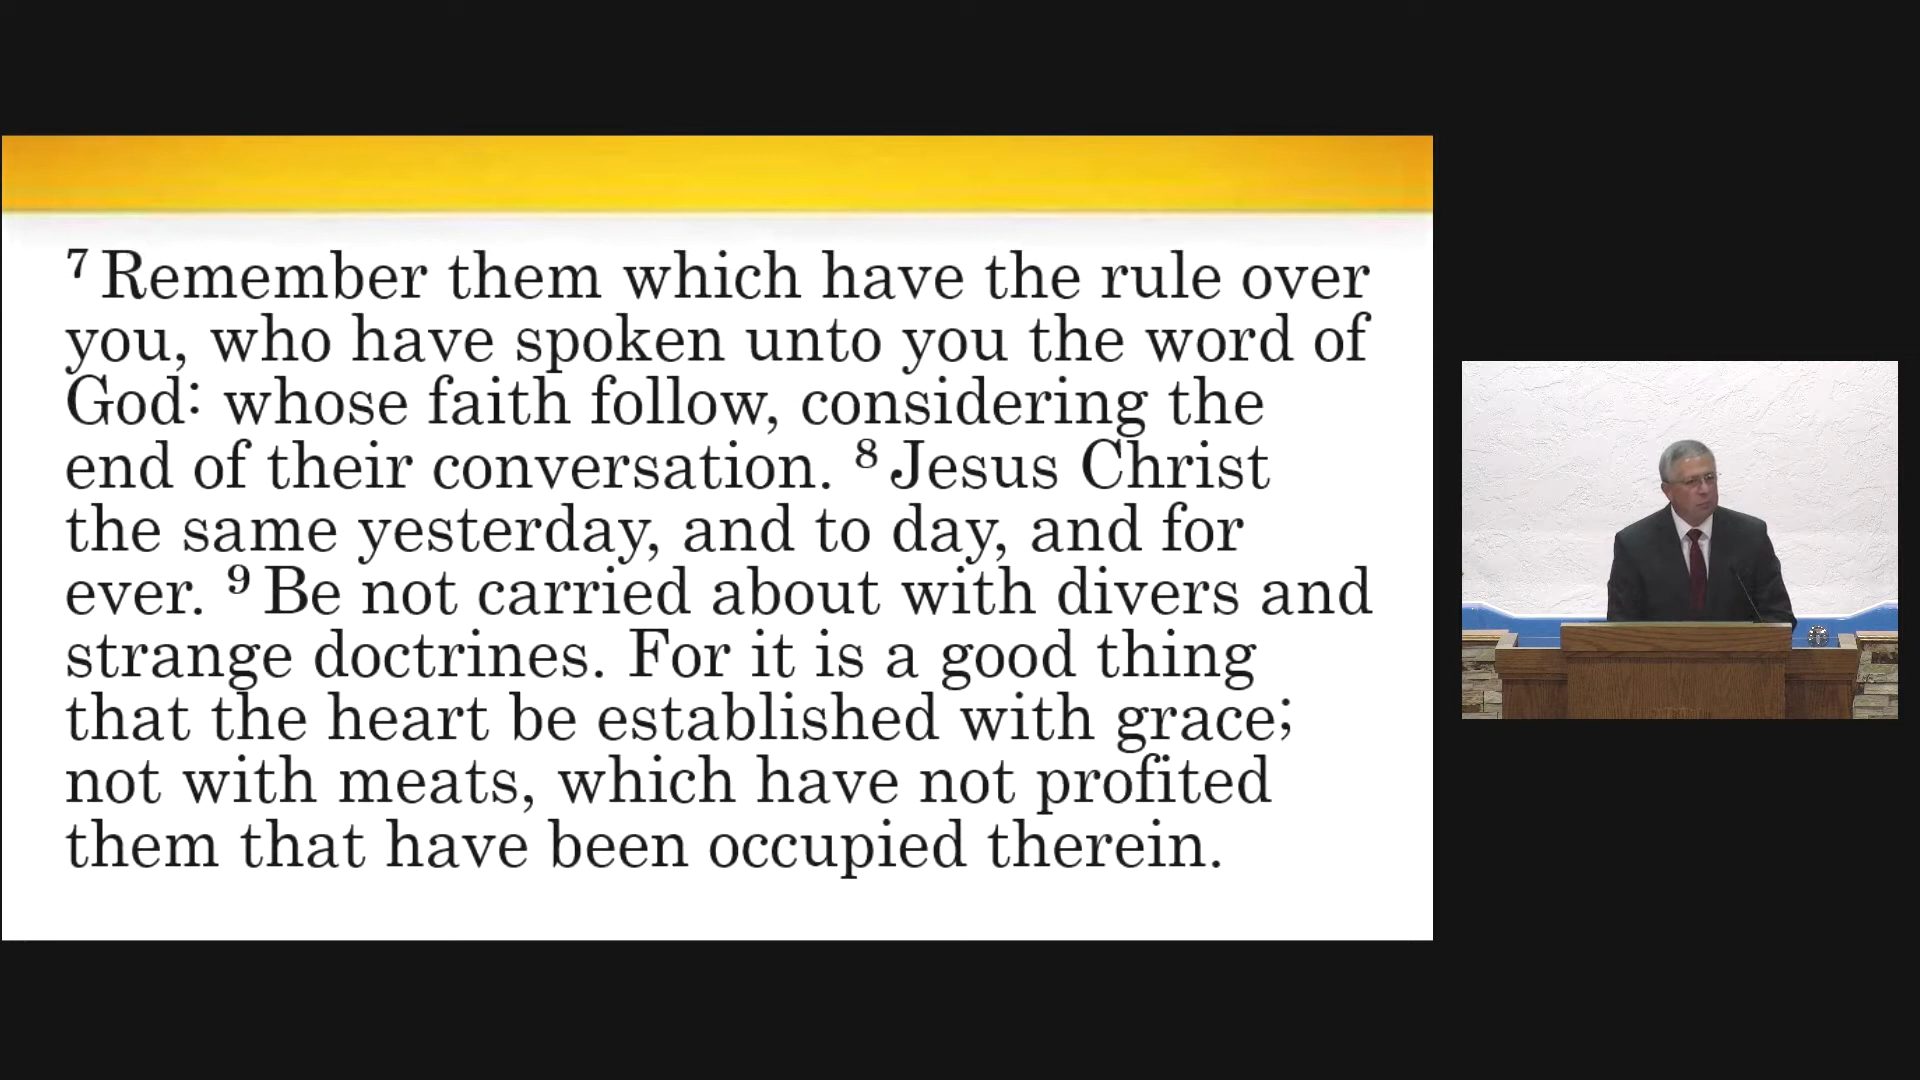 ⁷ Remember them which have the rule over
you, who have spoken unto you the word of
God: whose faith follow, considering the
end of their conversation. ⁸ Jesus Christ
the same yesterday, and to day, and for
ever. ⁹ Be not carried about with divers and
strange doctrines. For it is a good thing
that the heart be established with grace;
not with meats, which have not profited
them that have been occupied therein.